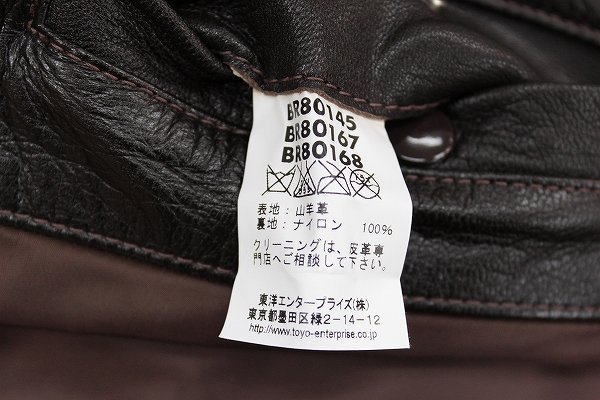 BR80145
BR80167
BR80168
表地：山羊革
裏地：ナイロン 100%
クリーニングは、皮革専
門店へご相談して下さい。
東洋エンタープライズ(株)
東京都墨田区緑2-14-12
http://www.toyo-enterprise.co.jp